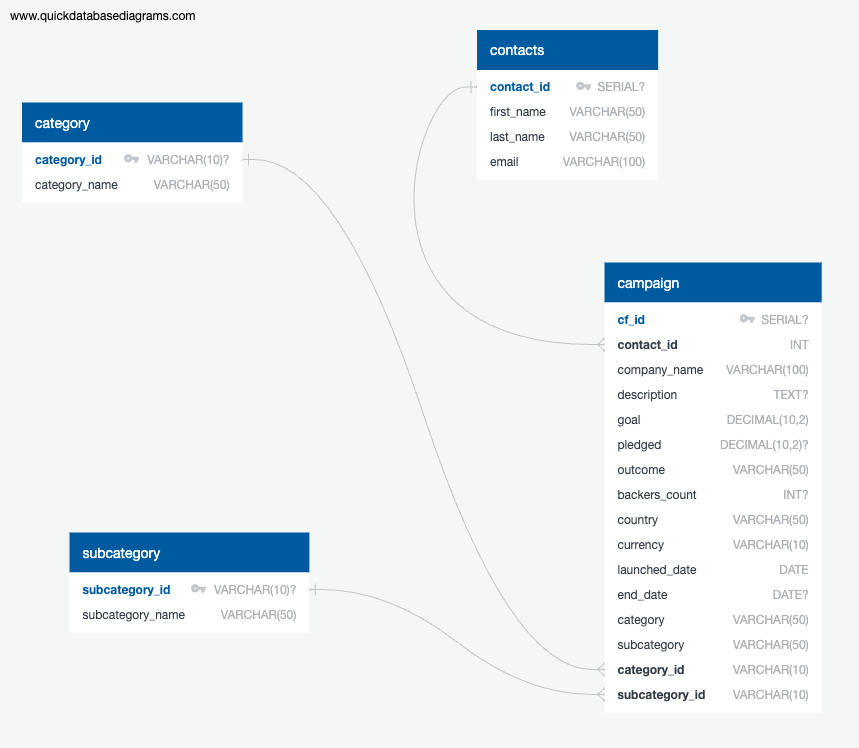 www.quickdatabasediagrams.com
contacts
contact_id SERIAL?
first_name VARCHAR(50)
last_name VARCHAR(50)
email VARCHAR(100)
category
category_id VARCHAR(10)?
category_name VARCHAR(50)
campaign
cf_id SERIAL?
contact_id INT
company_name VARCHAR(100)
description TEXT?
goal DECIMAL(10,2)
pledged DECIMAL(10,2)?
outcome VARCHAR(50)
backers_count INT?
country VARCHAR(50)
currency VARCHAR(10)
launched_date DATE
end_date DATE?
category VARCHAR(50)
subcategory VARCHAR(50)
category_id VARCHAR(10)
subcategory_id VARCHAR(10)
subcategory
subcategory_id VARCHAR(10)?
subcategory_name VARCHAR(50)